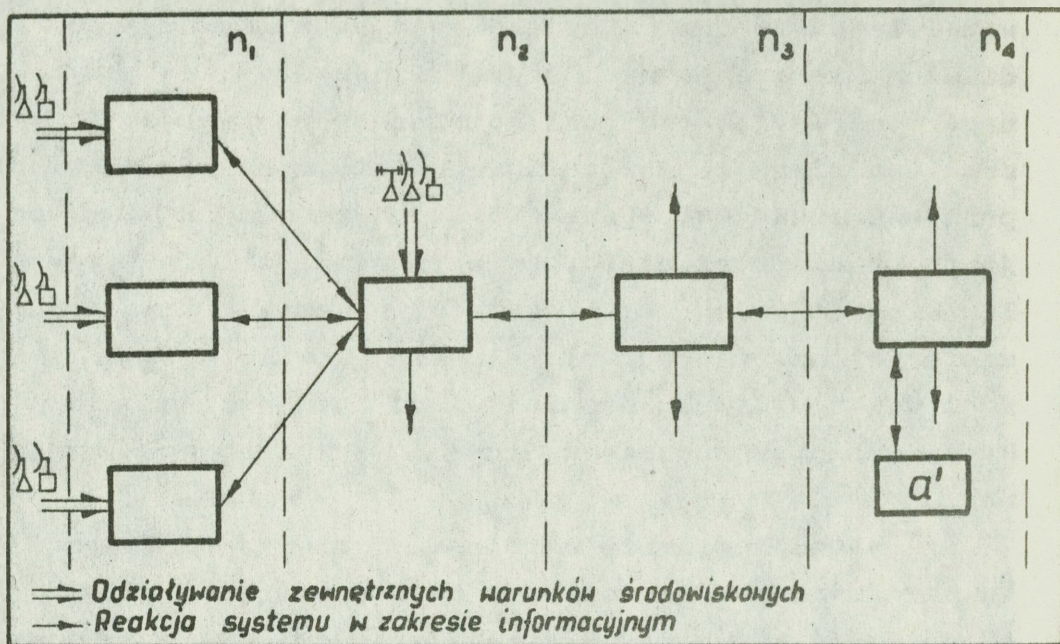 n₁ n₂ n₃ n₄
a'
Odziaływanie zewnętrznych warunków środowiskowych
Reakcja systemu w zakresie informacyjnym